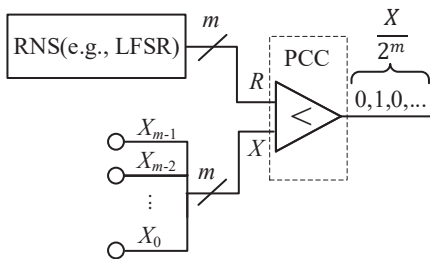 RNS(e.g., LFSR)
m
PCC
X
2^m
R
<
X
0,1,0,...
X_{m-1}
X_{m-2}
⋮
X_0
m